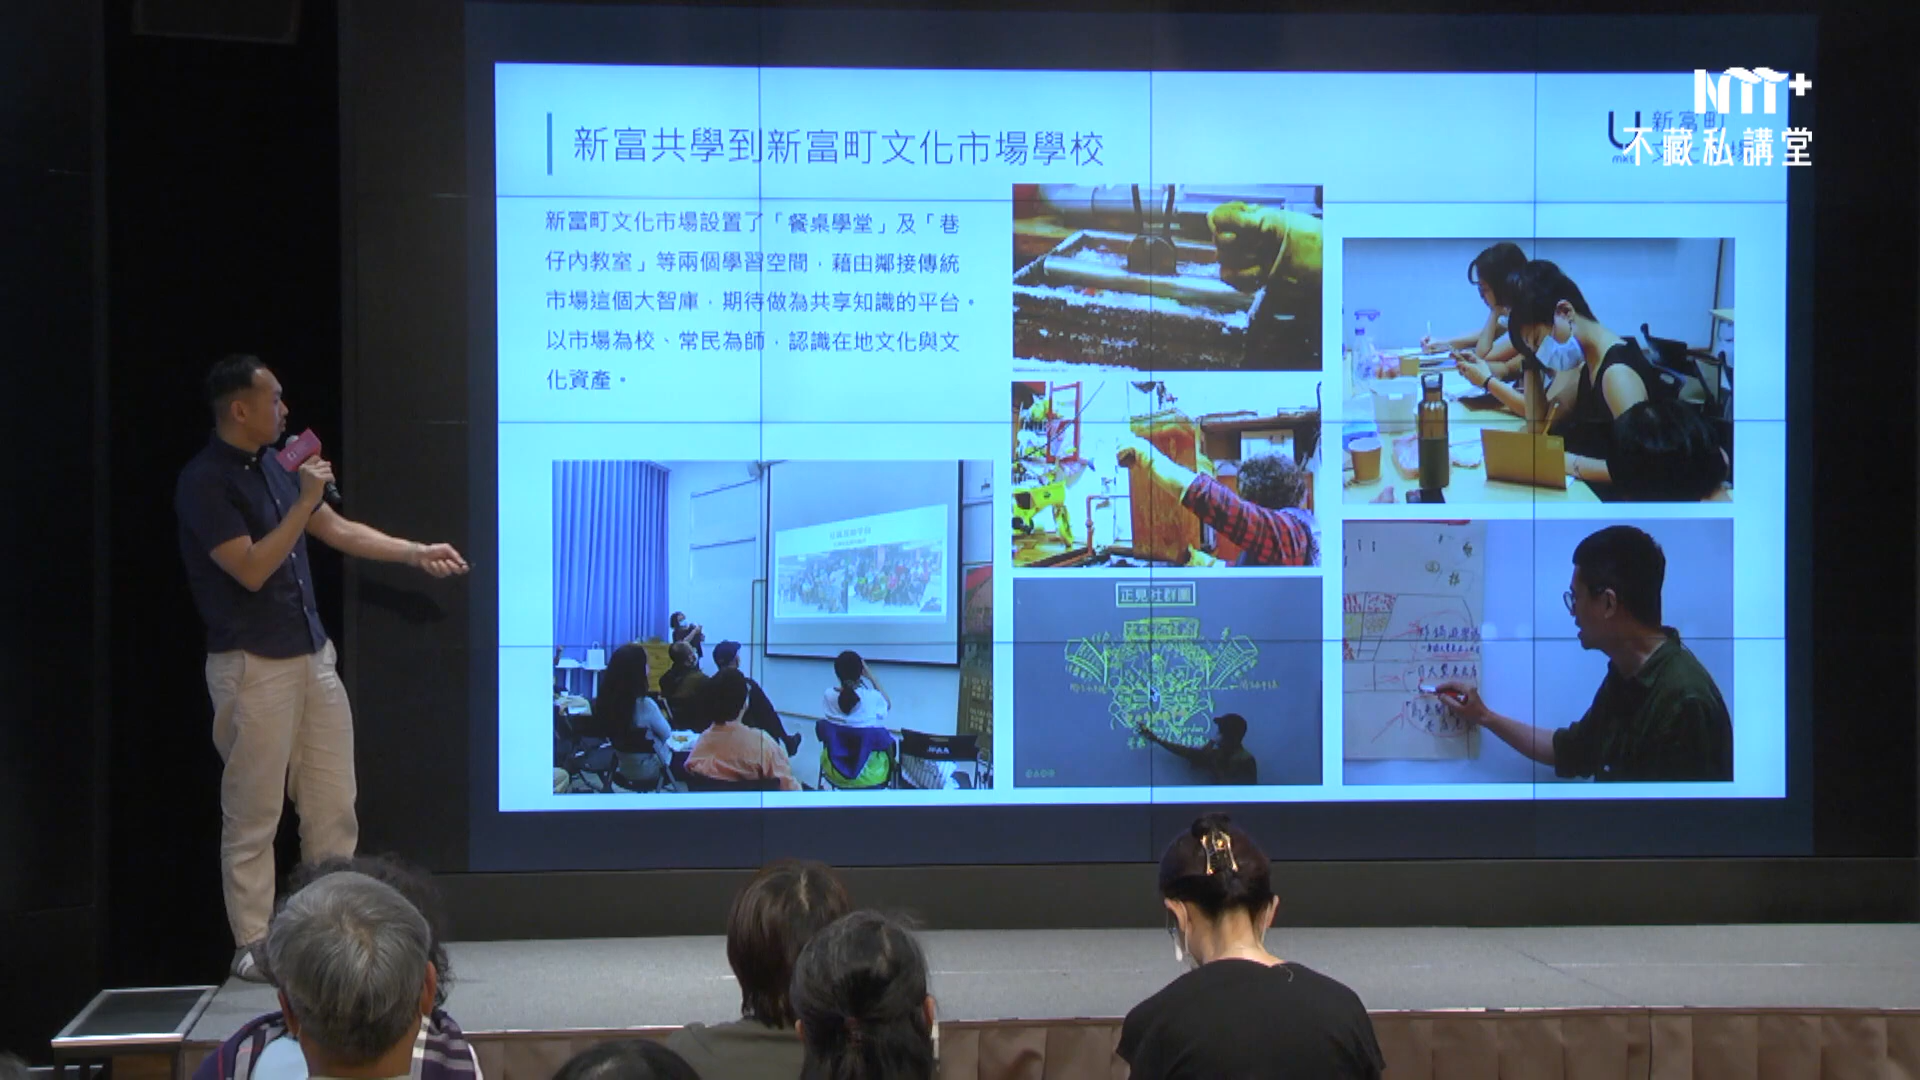 新富共學到新富町文化市場學校
NTT+
新富町
不藏私講堂
新富町文化市場設置了「餐桌學堂」及「巷
仔內教室」等兩個學習空間，藉由鄰接傳統
市場這個大智庫，期待做為共享知識的平台。
以市場為校、常民為師，認識在地文化與文
化資產。
正見社群圖
JFAA